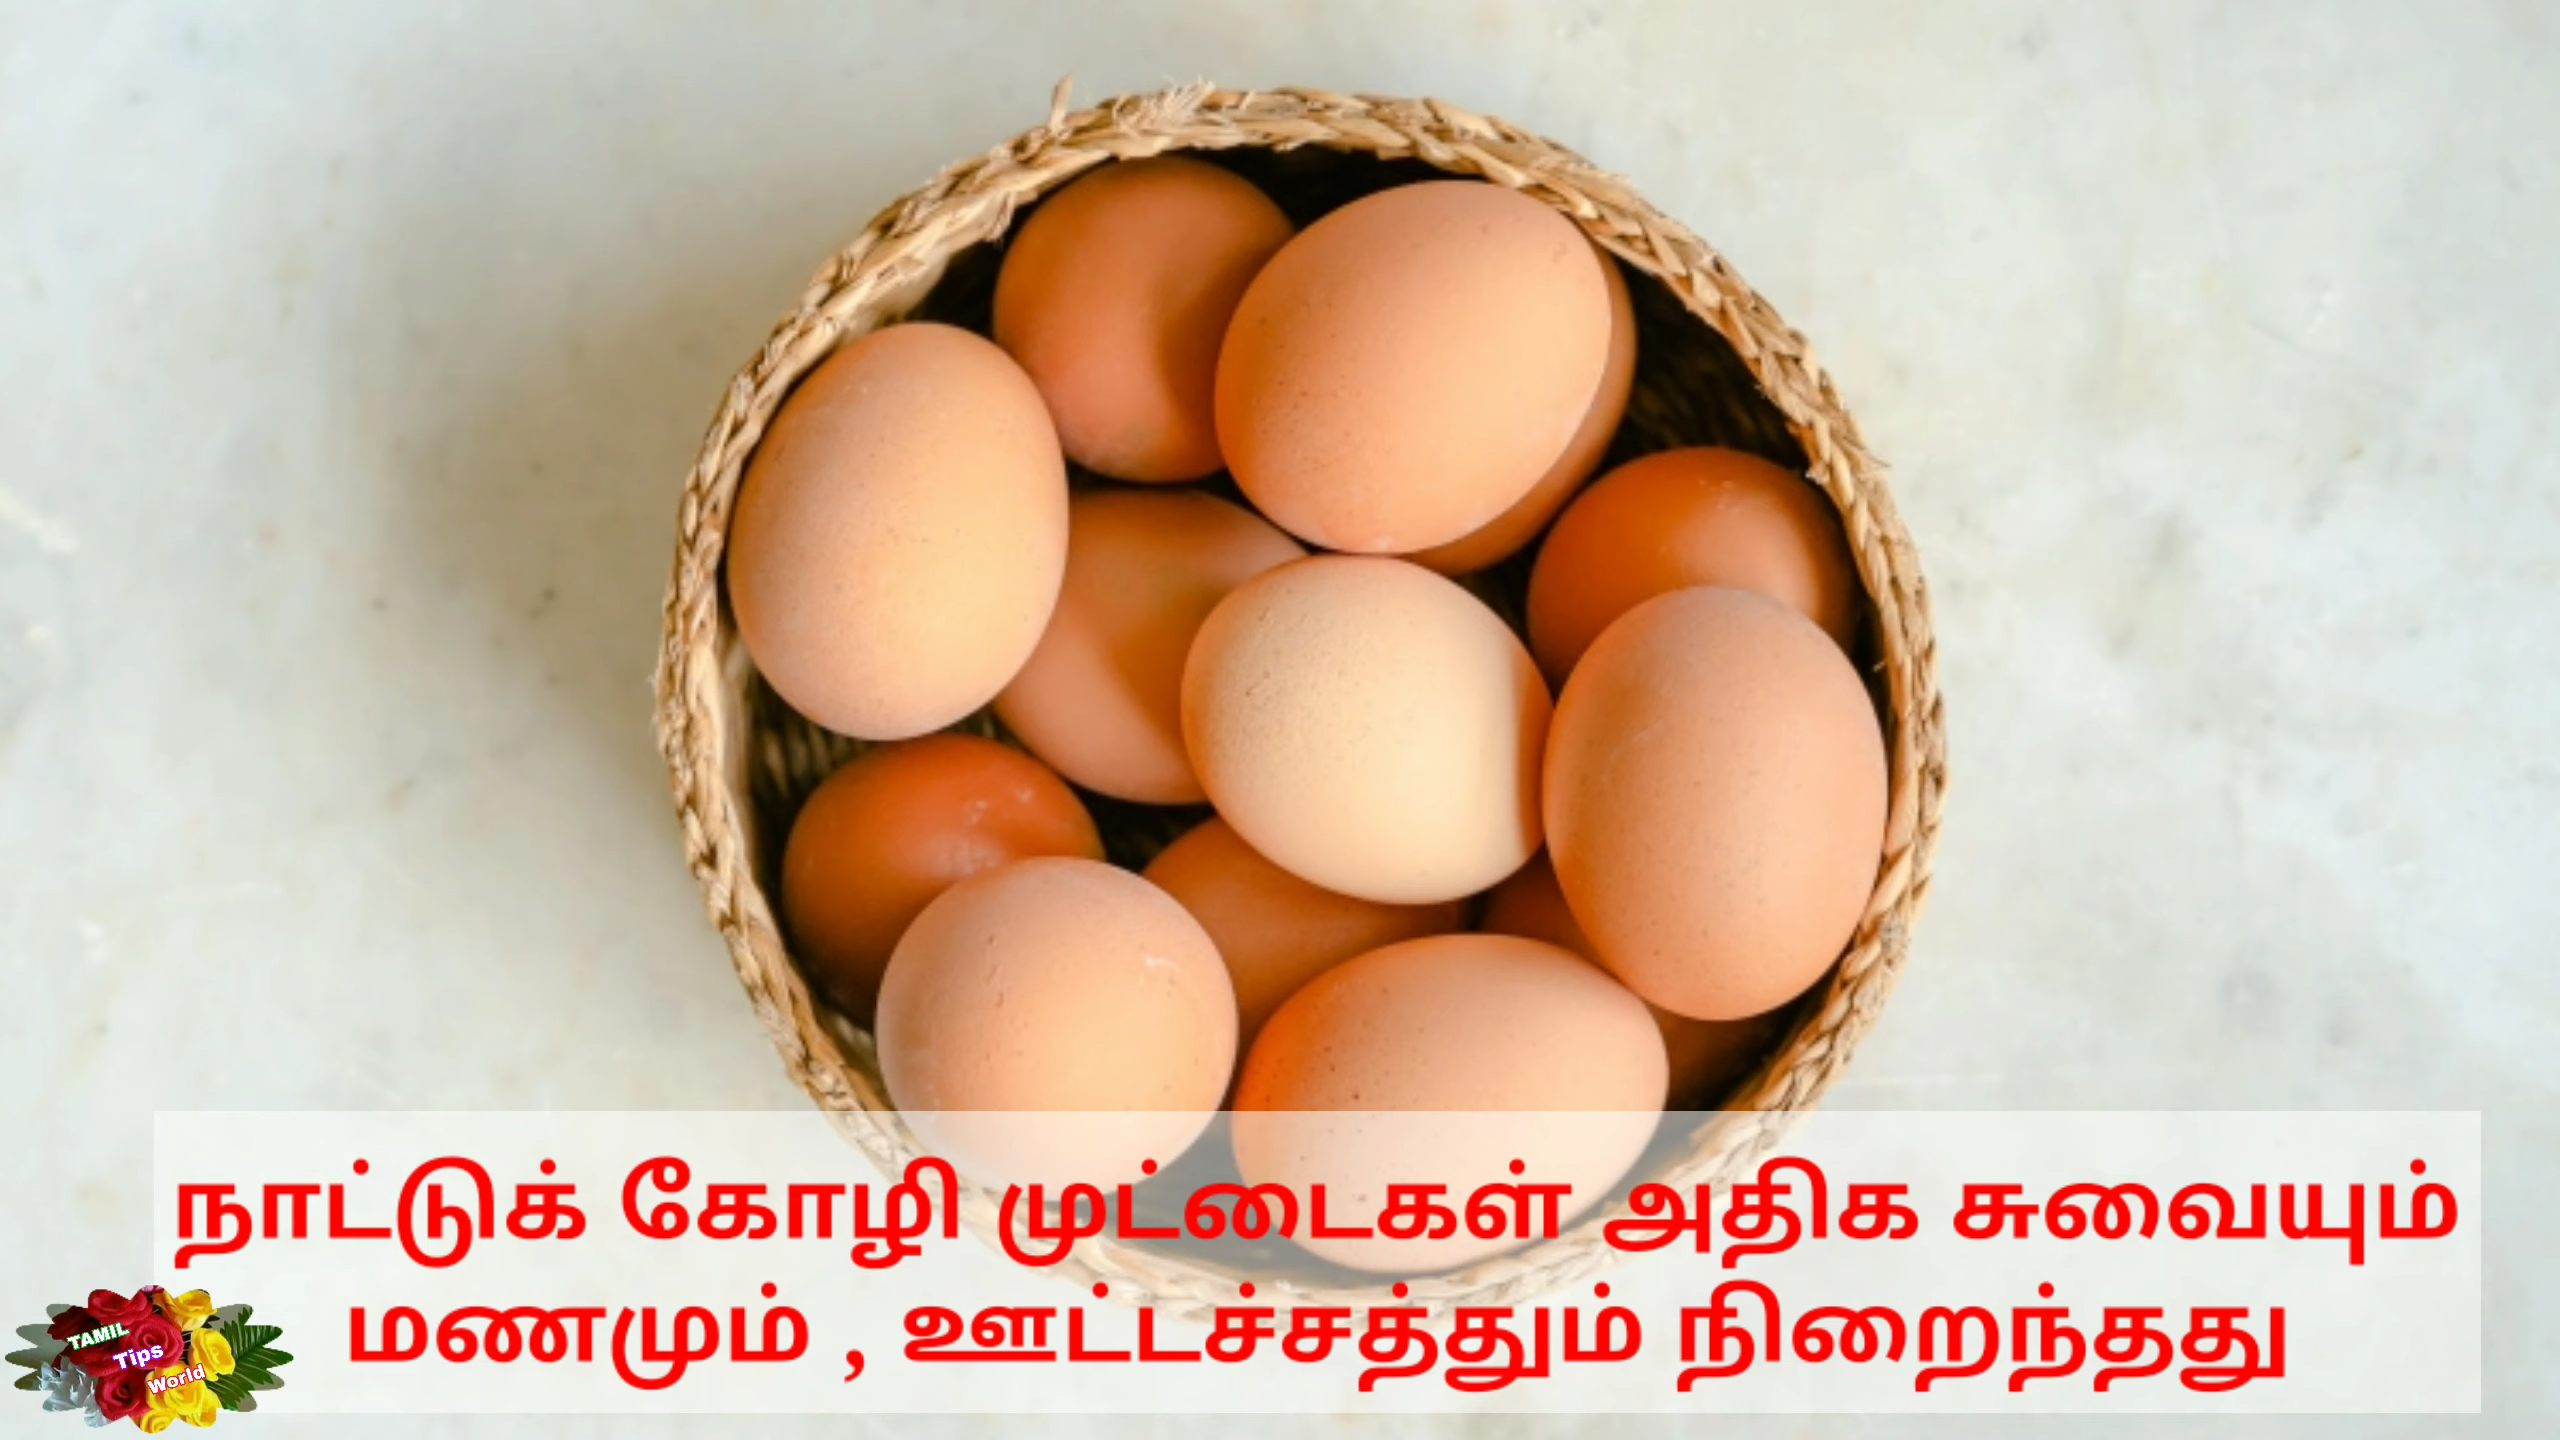 நாட்டுக் கோழி முட்டைகள் அதிக சுவையும்
மணமும் , ஊட்டச்சத்தும் நிறைந்தது
TAMIL
Tips
World